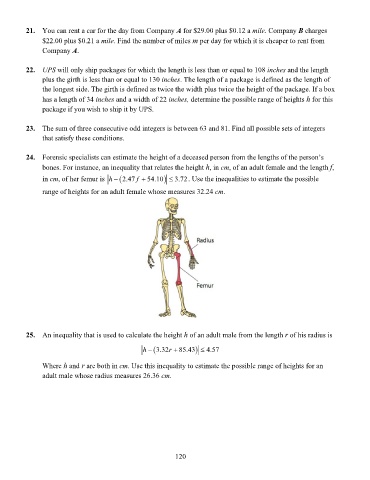 21. You can rent a car for the day from Company A for $29.00 plus $0.12 a mile. Company B charges
$22.00 plus $0.21 a mile. Find the number of miles m per day for which it is cheaper to rent from
Company A.
22. UPS will only ship packages for which the length is less than or equal to 108 inches and the length
plus the girth is less than or equal to 130 inches. The length of a package is defined as the length of
the longest side. The girth is defined as twice the width plus twice the height of the package. If a box
has a length of 34 inches and a width of 22 inches, determine the possible range of heights h for this
package if you wish to ship it by UPS.
23. The sum of three consecutive odd integers is between 63 and 81. Find all possible sets of integers
that satisfy these conditions.
24. Forensic specialists can estimate the height of a deceased person from the lengths of the person's
bones. For instance, an inequality that relates the height h, in cm, of an adult female and the length f,
in cm, of her femur is |h − (2.47f + 54.10)| ≤ 3.72. Use the inequalities to estimate the possible
range of heights for an adult female whose measures 32.24 cm.
Radius
Femur
25. An inequality that is used to calculate the height h of an adult male from the length r of his radius is
|h − (3.32r + 85.43)| ≤ 4.57
Where h and r are both in cm. Use this inequality to estimate the possible range of heights for an
adult male whose radius measures 26.36 cm.
120